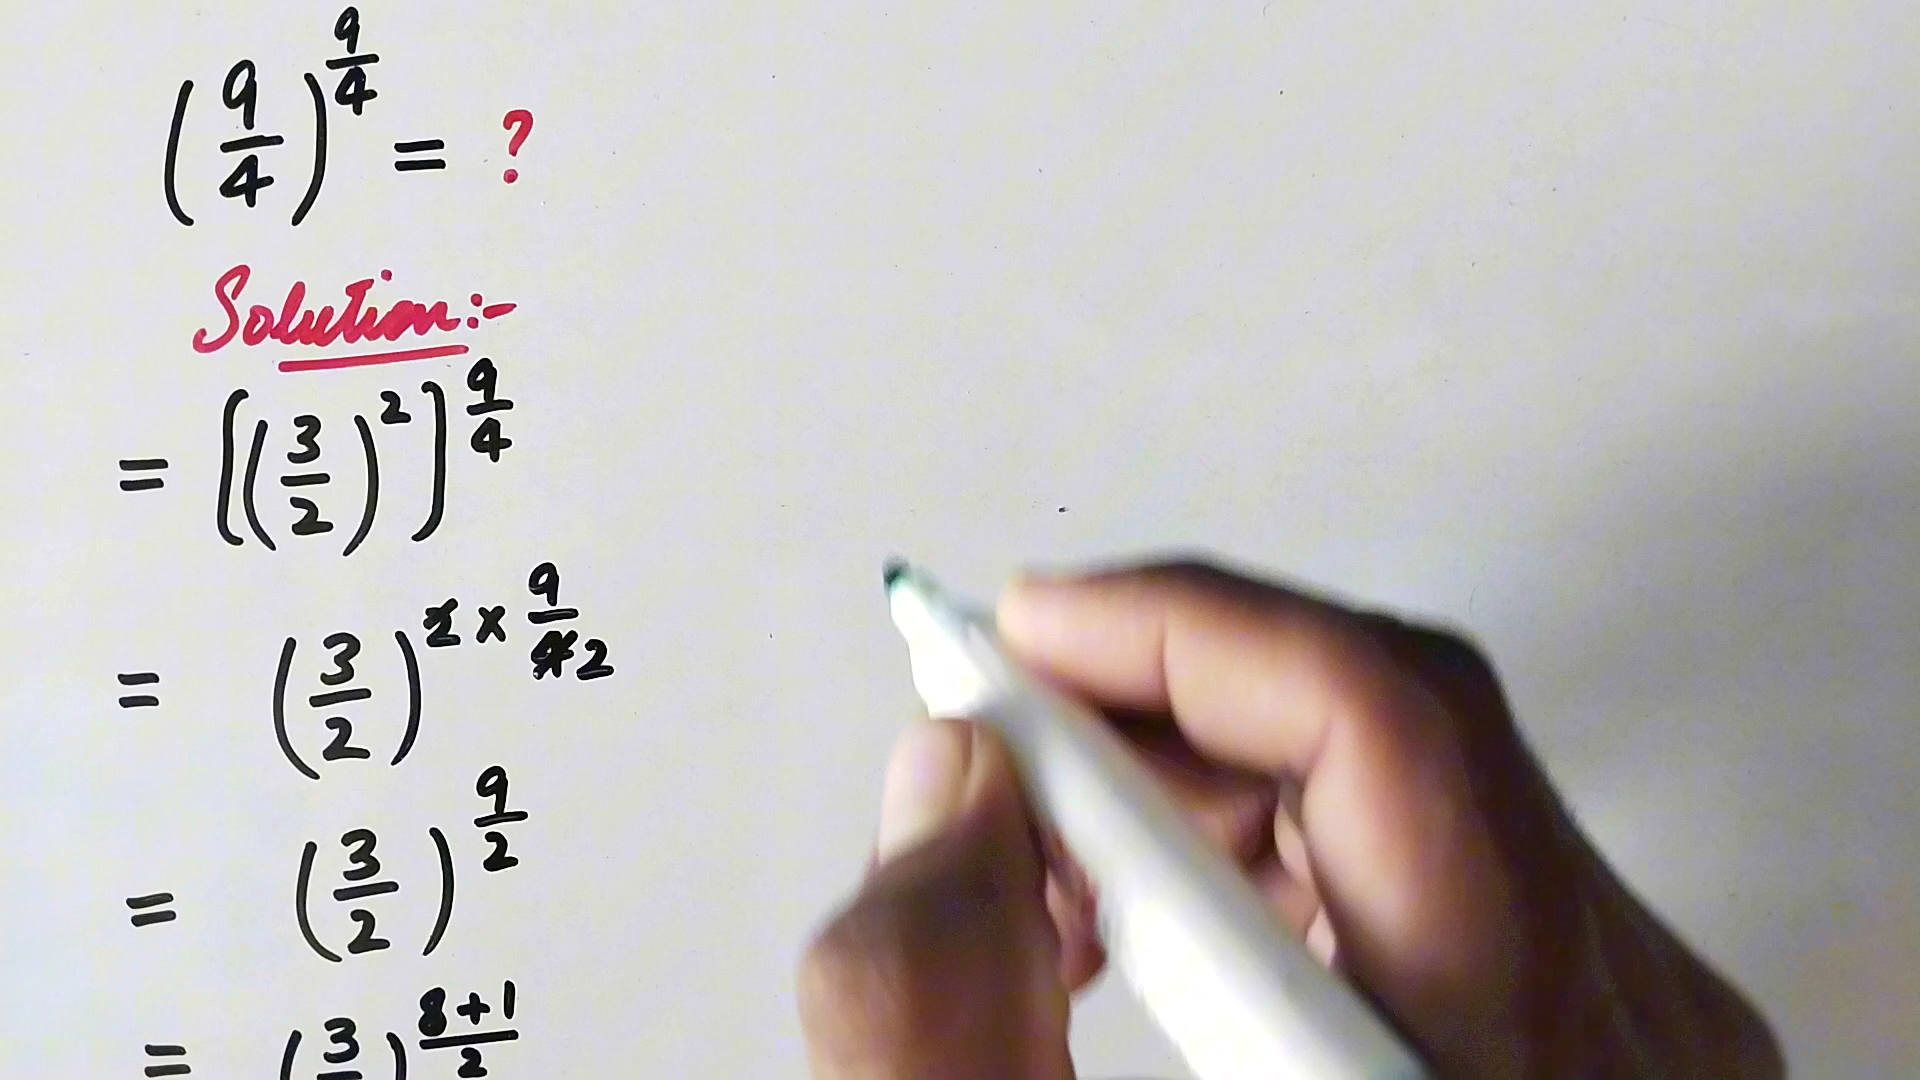 (9/4)^(9/4) = ?
Solution:-
= [(3/2)^2]^(9/4)
= (3/2)^(2 × 9/4 2)
= (3/2)^(9/2)
= (3/2)^((8+1)/2)